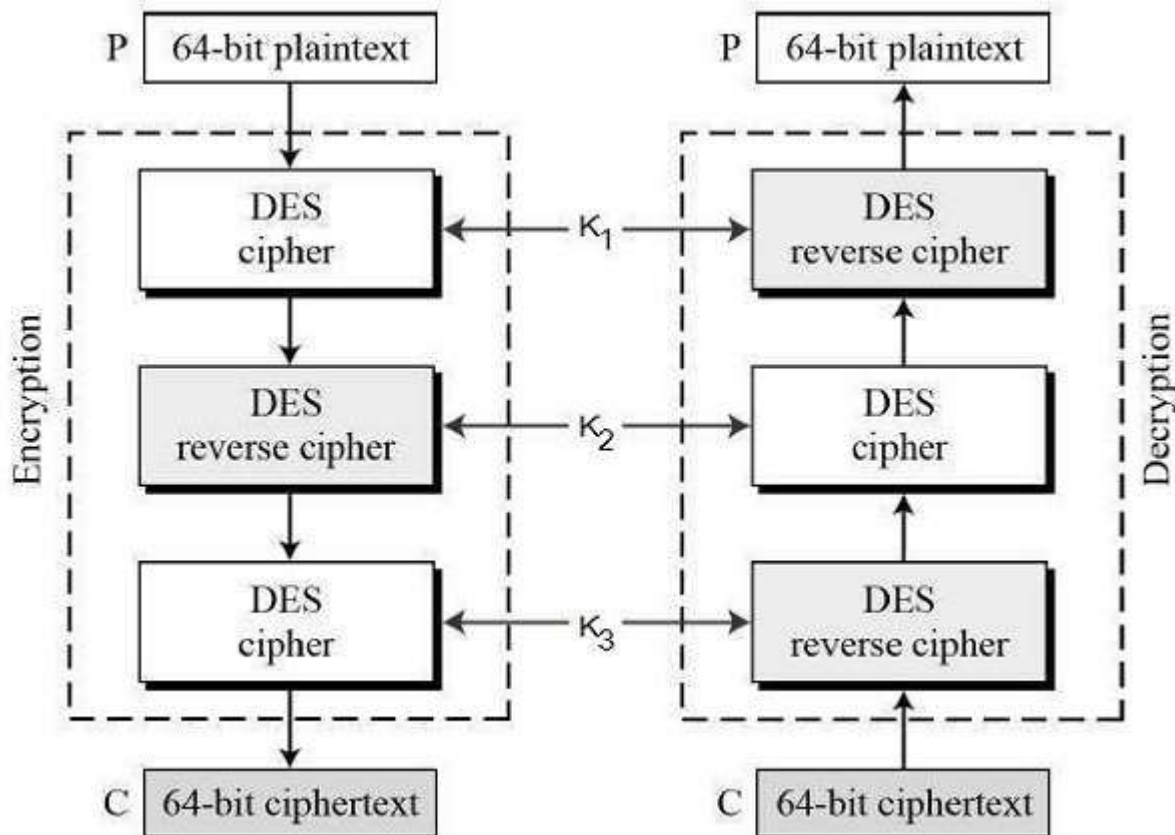 P 64-bit plaintext
DES
cipher
DES
reverse cipher
DES
cipher
C 64-bit ciphertext
Encryption
K1
K2
K3
P 64-bit plaintext
DES
reverse cipher
DES
cipher
DES
reverse cipher
C 64-bit ciphertext
Decryption